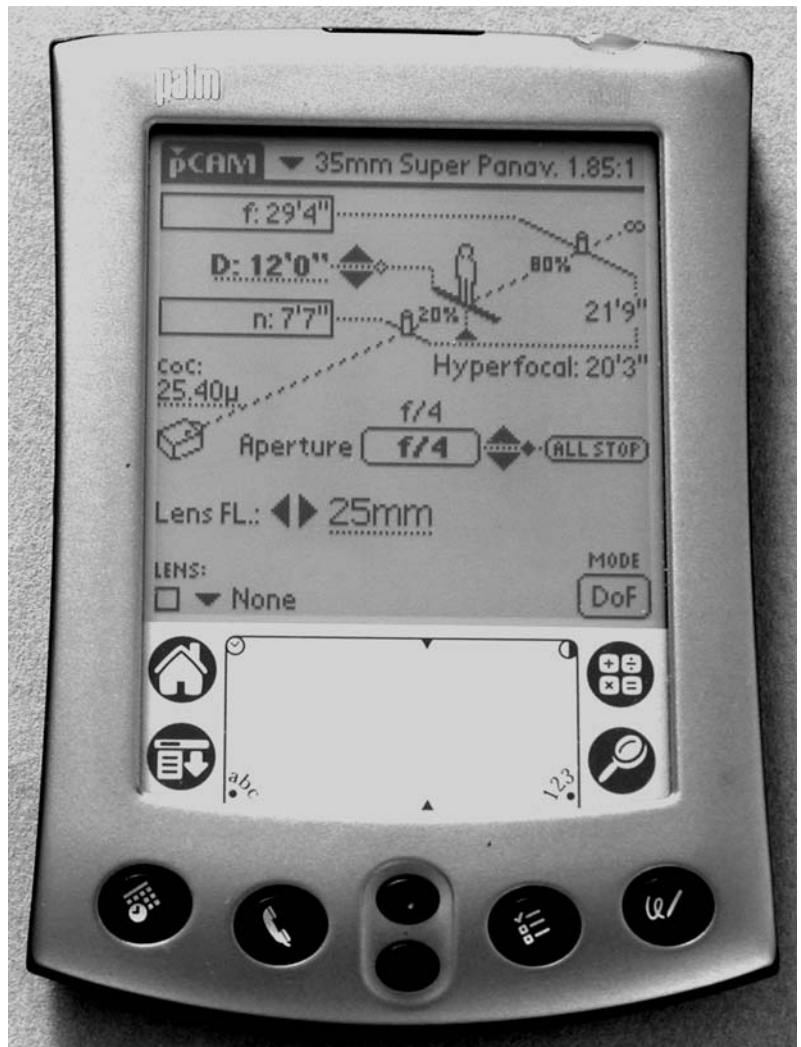 palm
pCAM 35mm Super Panav. 1.85:1
f: 29'4" ∞
80%
D: 12'0"
n: 7'7" 20% 21'9"
Hyperfocal: 20'3"
CoC:
25.40µ
f/4
Aperture f/4 ALL STOP
Lens FL.: 25mm
LENS: MODE
None DoF
abc 123